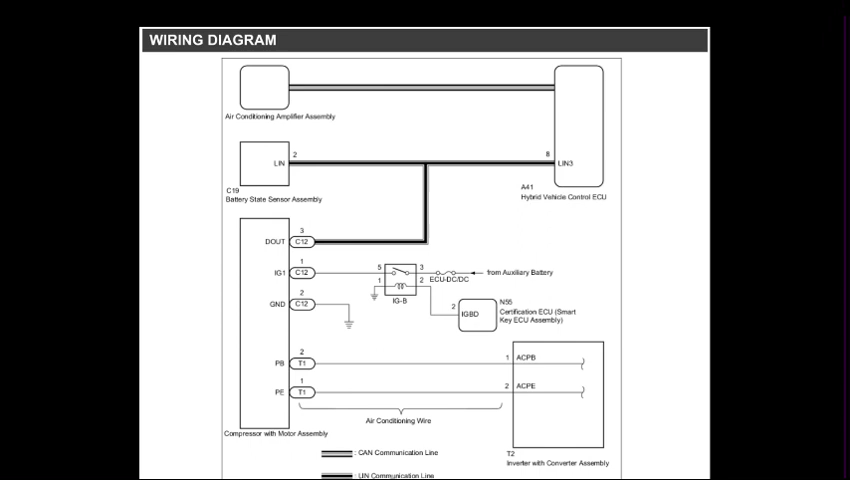 WIRING DIAGRAM
Air Conditioning Amplifier Assembly
LIN
2
8
LIN3
C19
Battery State Sensor Assembly
A41
Hybrid Vehicle Control ECU
3
DOUT
C12
1
IG1
C12
5
3
from Auxiliary Battery
ECU-DC/DC
1
2
IG-B
2
GND
C12
2
IGBD
N55
Certification ECU (Smart
Key ECU Assembly)
2
PB
T1
1
ACPB
1
PE
T1
2
ACPE
Air Conditioning Wire
Compressor with Motor Assembly
T2
Inverter with Converter Assembly
: CAN Communication Line
: LIN Communication Line